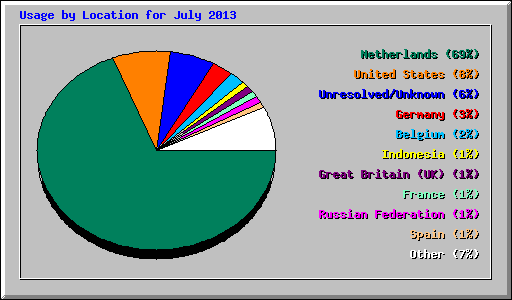 Usage by Location for July 2013
Netherlands (69%)
United States (8%)
Unresolved/Unknown (6%)
Germany (3%)
Belgium (2%)
Indonesia (1%)
Great Britain (UK) (1%)
France (1%)
Russian Federation (1%)
Spain (1%)
Other (7%)